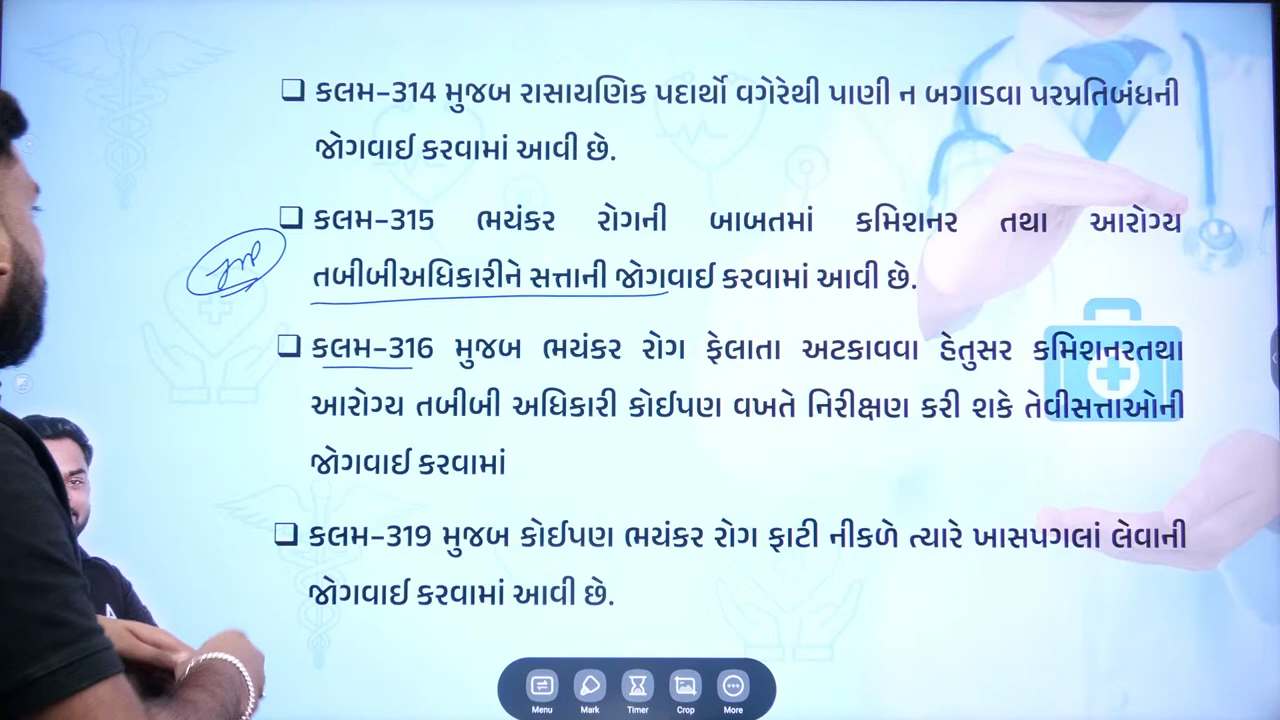 ❑ કલમ–314 મુજબ રાસાયણિક પદાર્થો વગેરેથી પાણી ન બગાડવા પરપ્રતિબંધની
જોગવાઈ કરવામાં આવી છે.
❑ કલમ–315 ભયંકર રોગની બાબતમાં કમિશનર તથા આરોગ્ય
તબીબીઅધિકારીને સત્તાની જોગવાઈ કરવામાં આવી છે.
❑ કલમ–316 મુજબ ભયંકર રોગ ફેલાતા અટકાવવા હેતુસર કમિશનરતથા
આરોગ્ય તબીબી અધિકારી કોઈપણ વખતે નિરીક્ષણ કરી શકે તેવીસત્તાઓની
જોગવાઈ કરવામાં
❑ કલમ–319 મુજબ કોઈપણ ભયંકર રોગ ફાટી નીકળે ત્યારે ખાસપગલાં લેવાની
જોગવાઈ કરવામાં આવી છે.
Menu Mark Timer Crop More